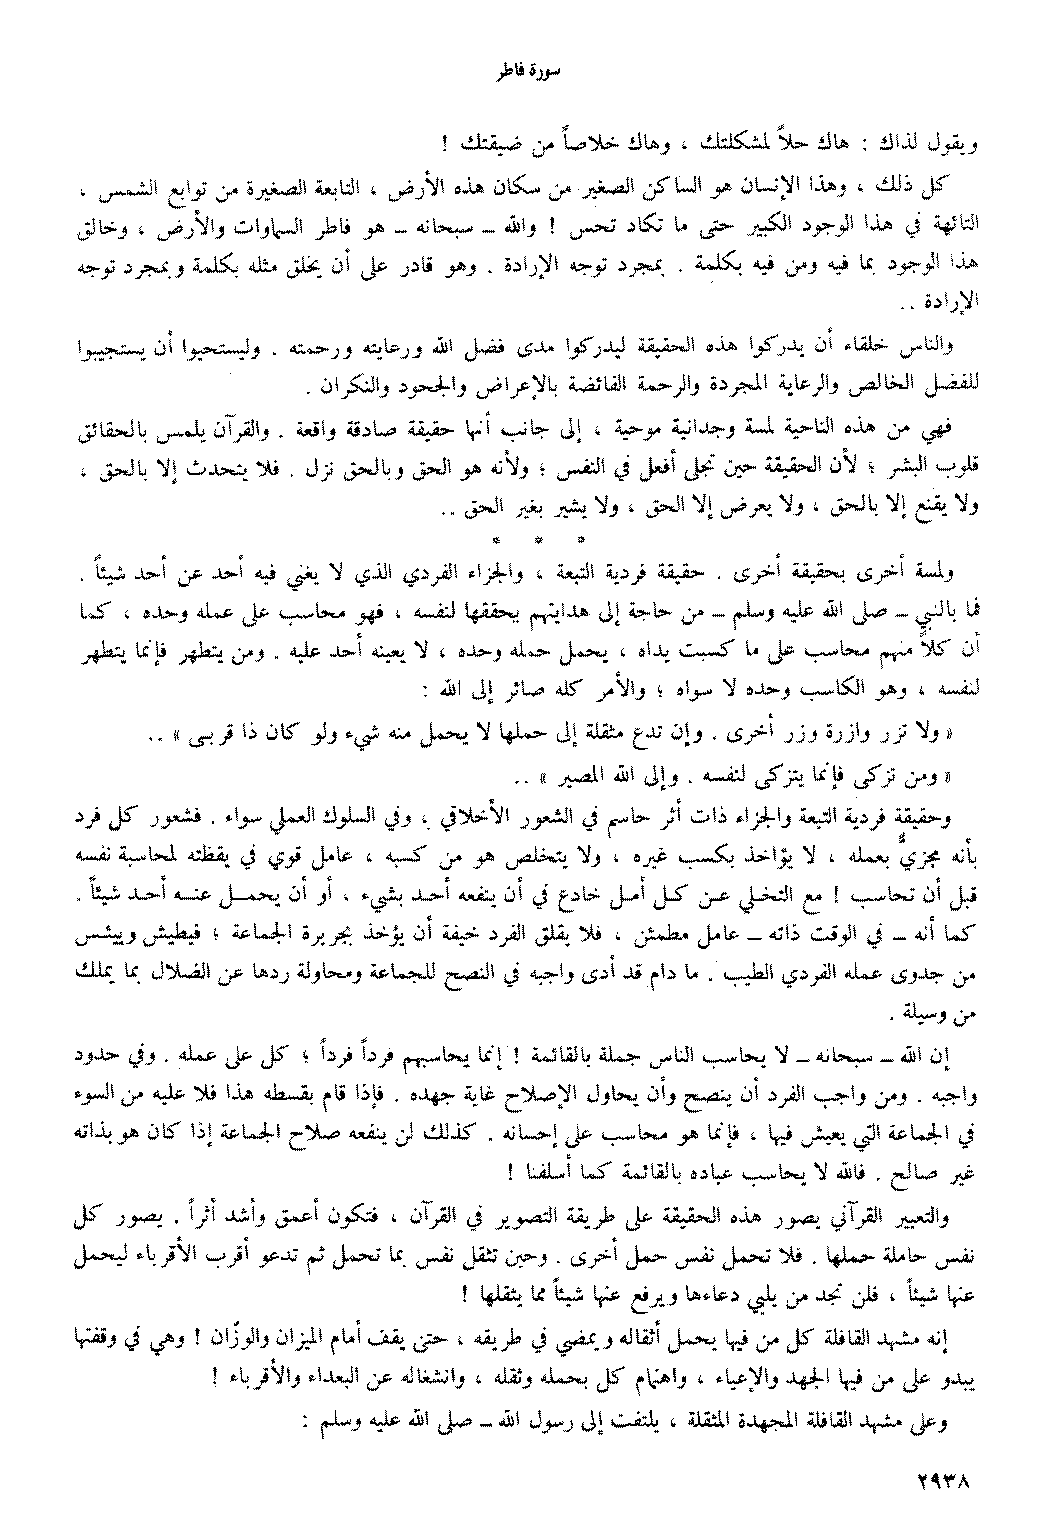 سورة فاطر
ويقول لذاك : هاك حلاً لمشكلتك ، وهاك خلاصاً من ضيقتك !
كل ذلك ، وهذا الإنسان هو الساكن الصغير من سكان هذه الأرض ، التابعة الصغيرة من توابع الشمس ،
التائهة في هذا الوجود الكبير حتى ما تكاد تحس ! والله – سبحانه – هو فاطر السماوات والأرض ، وخالق
هذا الوجود بما فيه ومن فيه بكلمة . بمجرد توجه الإرادة . وهو قادر على أن يخلق مثله بكلمة وبمجرد توجه
الإرادة ..
والناس خلقاء أن يدركوا هذه الحقيقة ليدركوا مدى فضل الله ورعايته ورحمته . وليستحيوا أن يستجيبوا
للفضل الخالص والرعاية المجردة والرحمة الفائضة بالإعراض والجحود والنكران .
فهي من هذه الناحية لمسة وجدانية موحية ، إلى جانب أنها حقيقة صادقة واقعة . والقرآن يلمس بالحقائق
قلوب البشر ؛ لأن الحقيقة حين تجلى أفعل في النفس ؛ ولأنه هو الحق وبالحق نزل . فلا يتحدث إلا بالحق ،
ولا يقنع إلا بالحق ، ولا يعرض إلا الحق ، ولا يشير بغير الحق ..
* * *
ولمسة أخرى بحقيقة أخرى . حقيقة فردية التبعة ، والجزاء الفردي الذي لا يغني فيه أحد عن أحد شيئاً .
فما بالنبي – صلى الله عليه وسلم – من حاجة إلى هدايتهم يحققها لنفسه ، فهو محاسب على عمله وحده ، كما
أن كلاً منهم محاسب على ما كسبت يداه ، يحمل حمله وحده ، لا يعينه أحد عليه . ومن يتطهر فإنما يتطهر
لنفسه ، وهو الكاسب وحده لا سواه ؛ والأمر كله صائر إلى الله :
« ولا تزر وازرة وزر أخرى . وإن تدع مثقلة إلى حملها لا يحمل منه شيء ولو كان ذا قربى » ..
« ومن تزكى فإنما يتزكى لنفسه . وإلى الله المصير » ..
وحقيقة فردية التبعة والجزاء ذات أثر حاسم في الشعور الأخلاقي ، وفي السلوك العملي سواء . فشعور كل فرد
بأنه مجزيٌّ بعمله ، لا يؤاخذ بكسب غيره ، ولا يتخلص هو من كسبه ، عامل قوي في يقظته لمحاسبة نفسه
قبل أن تحاسب ! مع التخلي عن كل أمل خادع في أن ينفعه أحد بشيء ، أو أن يحمل عنه أحد شيئاً .
كما أنه – في الوقت ذاته – عامل مطمئن ، فلا يقلق الفرد خيفة أن يؤخذ بجريرة الجماعة ؛ فيطيش وييئس
من جدوى عمله الفردي الطيب . ما دام قد أدى واجبه في النصح للجماعة ومحاولة ردها عن الضلال بما يملك
من وسيلة .
إن الله – سبحانه – لا يحاسب الناس جملة بالقائمة ! إنما يحاسبهم فرداً فرداً ؛ كل على عمله . وفي حدود
واجبه . ومن واجب الفرد أن ينصح وأن يحاول الإصلاح غاية جهده . فإذا قام بقسطه هذا فلا عليه من السوء
في الجماعة التي يعيش فيها ، فإنما هو محاسب على إحسانه . كذلك لن ينفعه صلاح الجماعة إذا كان هو بذاته
غير صالح . فالله لا يحاسب عباده بالقائمة كما أسلفنا !
والتعبير القرآني يصور هذه الحقيقة على طريقة التصوير في القرآن ، فتكون أعمق وأشد أثراً . يصور كل
نفس حاملة حملها . فلا تحمل نفس حمل أخرى . وحين تثقل نفس بما تحمل ثم تدعو أقرب الأقرباء ليحمل
عنها شيئاً ، فلن تجد من يلبي دعاءها ويرفع عنها شيئاً مما يثقلها !
إنه مشهد القافلة كل من فيها يحمل أثقاله ويمضي في طريقه ، حتى يقف أمام الميزان والوزّان ! وهي في وقفتها
يبدو على من فيها الجهد والإعياء ، واهتمام كل بحمله وثقله ، وانشغاله عن البعداء والأقرباء !
وعلى مشهد القافلة المجهدة المثقلة ، يلتفت إلى رسول الله – صلى الله عليه وسلم :
٢٩٣٨